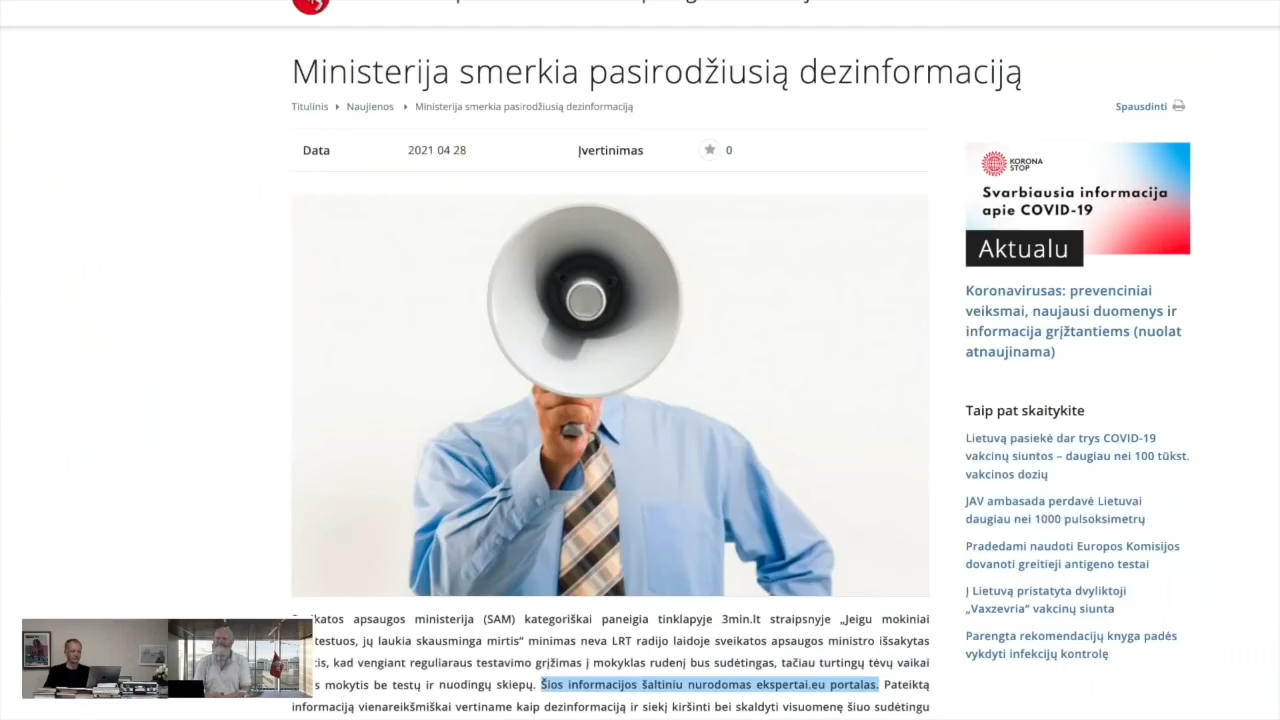 Ministerija smerkia pasirodžiusią dezinformaciją
Titulinis Naujienos Ministerija smerkia pasirodžiusią dezinformaciją
Spausdinti
Data 2021 04 28 Įvertinimas 0
KORONA
STOP
Svarbiausia informacija
apie COVID-19
Aktualu
Koronavirusas: prevenciniai
veiksmai, naujausi duomenys ir
informacija grįžtantiems (nuolat
atnaujinama)
Taip pat skaitykite
Lietuvą pasiekė dar trys COVID-19
vakcinų siuntos – daugiau nei 100 tūkst.
vakcinos dozių
JAV ambasada perdavė Lietuvai
daugiau nei 1000 pulsoksimetrų
Pradedami naudoti Europos Komisijos
dovanoti greitieji antigeno testai
Į Lietuvą pristatyta dvyliktoji
„Vaxzevria“ vakcinų siunta
Parengta rekomendacijų knyga padės
vykdyti infekcijų kontrolę
apsaugos ministerija (SAM) kategoriškai paneigia tinklapyje 3min.lt straipsnyje „Jeigu mokiniai
jų laukia skausminga mirtis“ minimas neva LRT radijo laidoje sveikatos apsaugos ministro išsakytas
kad vengiant reguliaraus testavimo grįžimas į mokyklas rudenį bus sudėtingas, tačiau turtingų tėvų vaikai
mokytis be testų ir nuodingų skiepų. Šios informacijos šaltiniu nurodomas ekspertai.eu portalas. Pateiktą
informaciją vienareikšmiškai vertiname kaip dezinformaciją ir siekį kiršinti bei skaldyti visuomenę šiuo sudėtingu